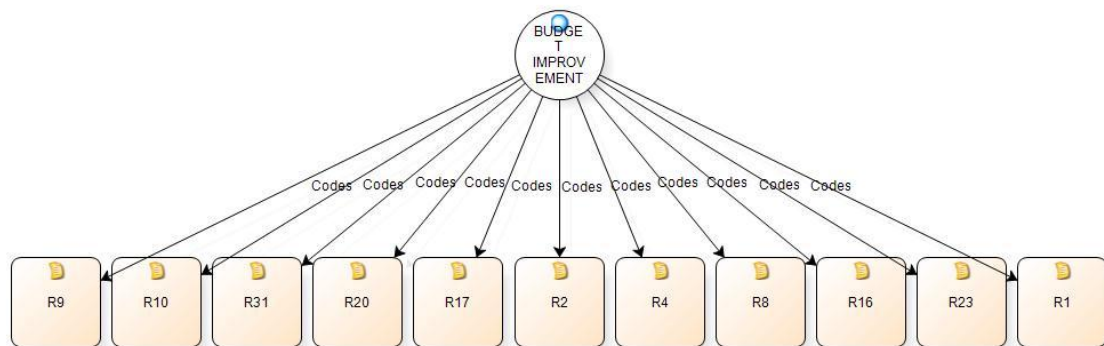 BUDGE
T
IMPROV
EMENT
Codes Codes Codes Codes Codes Codes Codes Codes Codes Codes Codes
R9 R10 R31 R20 R17 R2 R4 R8 R16 R23 R1